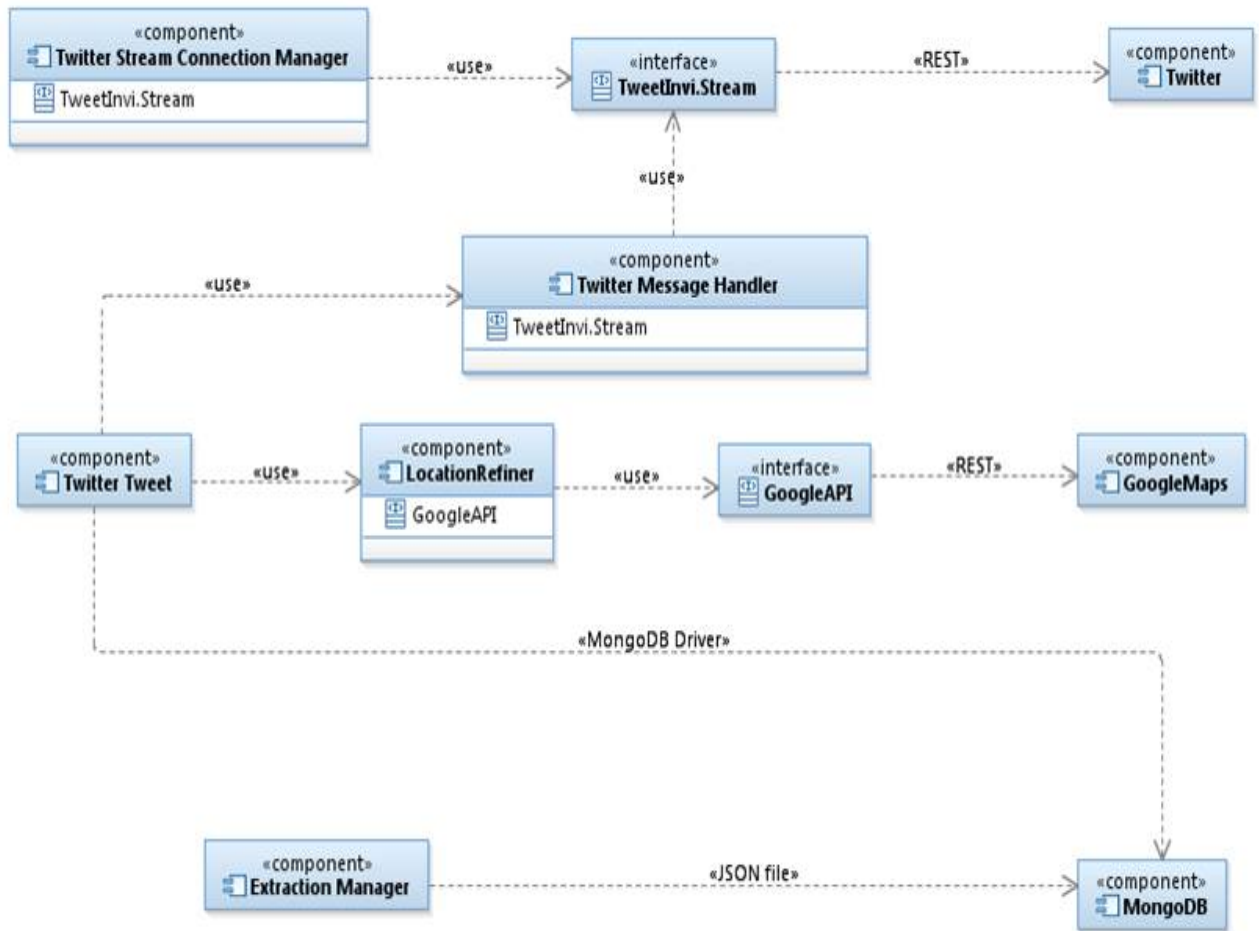 «component»
Twitter Stream Connection Manager
TweetInvi.Stream
«use»
«interface»
TweetInvi.Stream
«REST»
«component»
Twitter
«use»
«component»
Twitter Message Handler
TweetInvi.Stream
«use»
«component»
Twitter Tweet
«use»
«component»
LocationRefiner
GoogleAPI
«use»
«interface»
GoogleAPI
«REST»
«component»
GoogleMaps
«MongoDB Driver»
«component»
Extraction Manager
«JSON file»
«component»
MongoDB